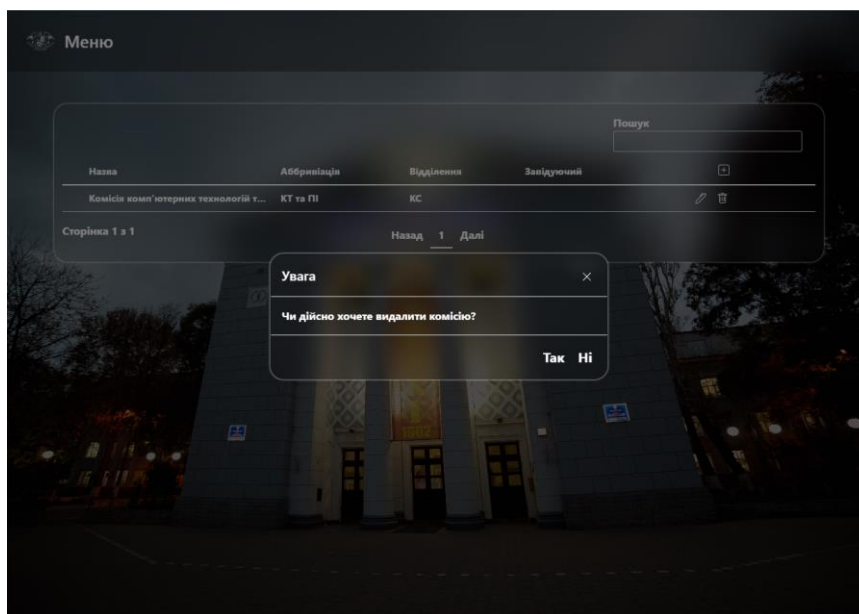 Меню
Пошук
Назва Аббривіація Відділення Завідуючий
Комісія комп'ютерних технологій т... КТ та ПІ КС
Сторінка 1 з 1
Назад 1 Далі
Увага
Чи дійсно хочете видалити комісію?
Так Ні
1962